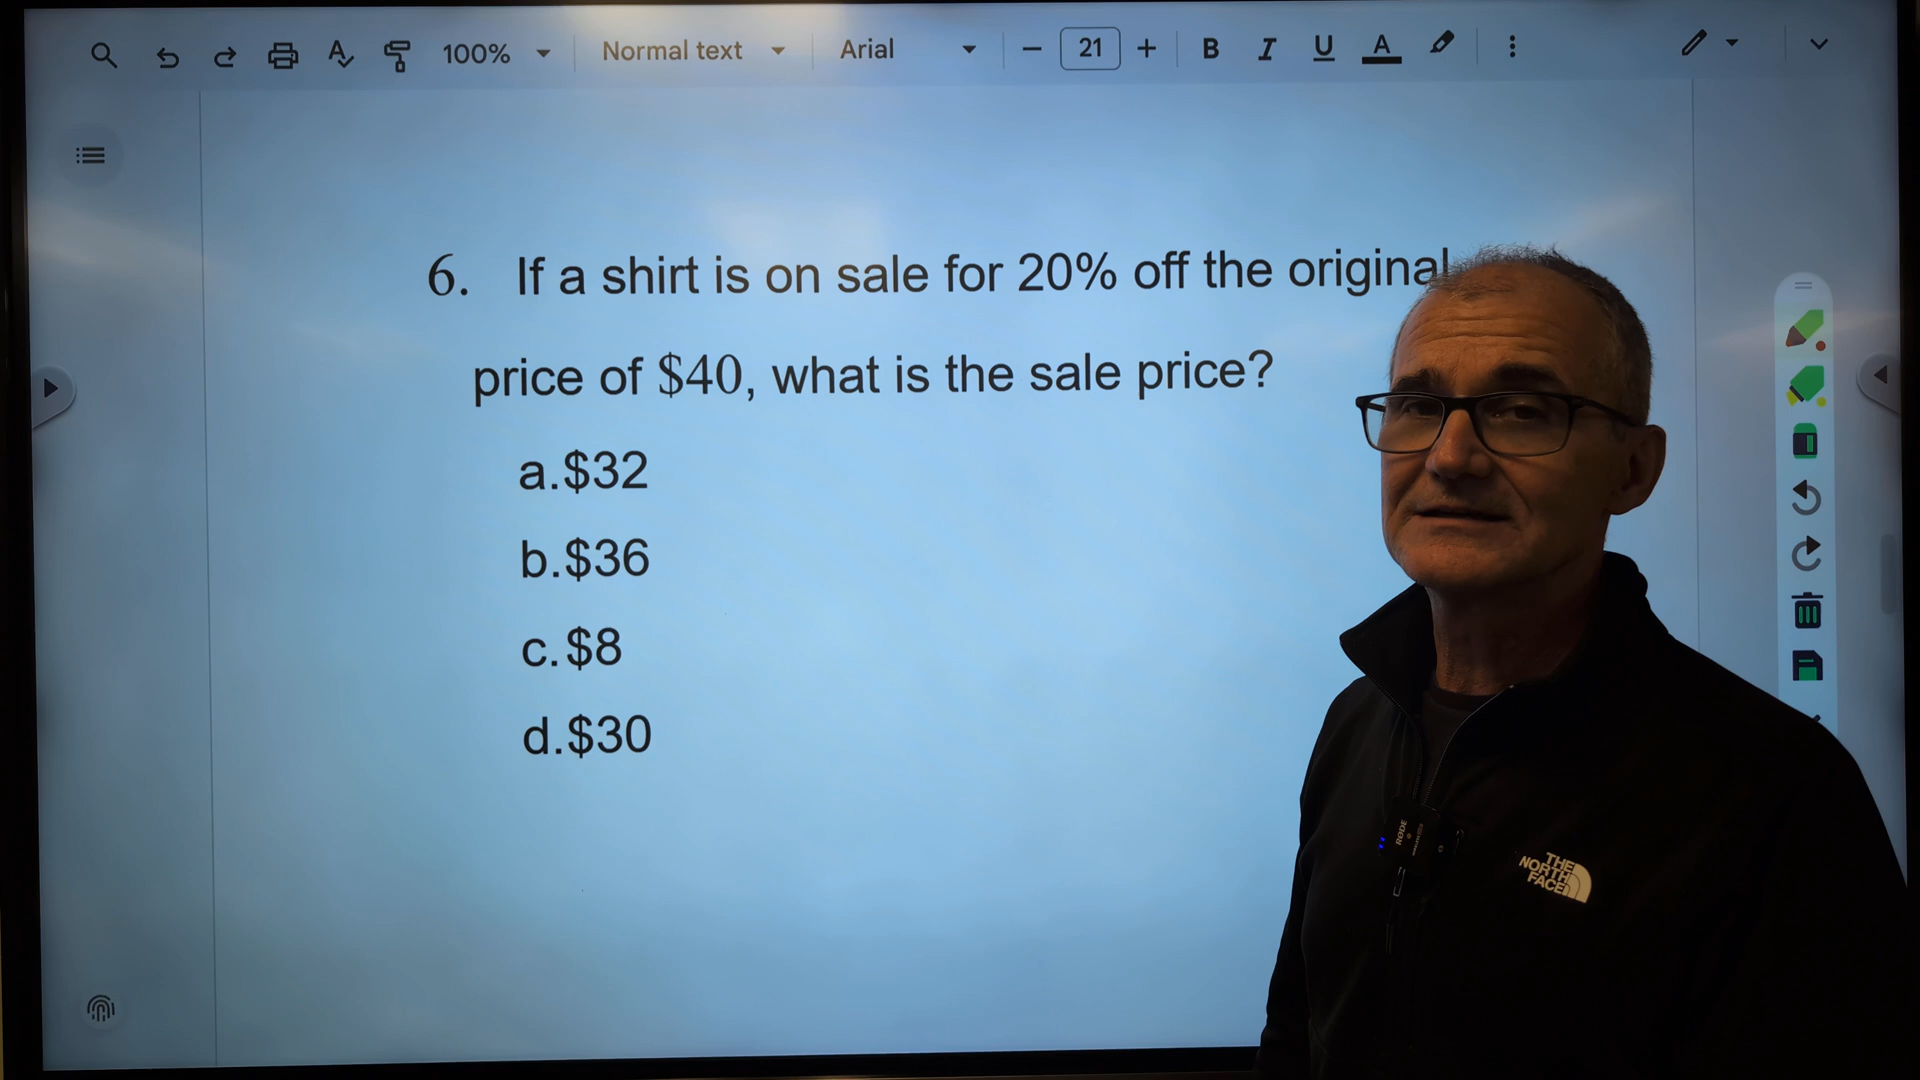 100% Normal text Arial 21 B I U A
6. If a shirt is on sale for 20% off the original
price of $40, what is the sale price?
a.$32
b.$36
c.$8
d.$30
RØDE
THE
NORTH
FACE